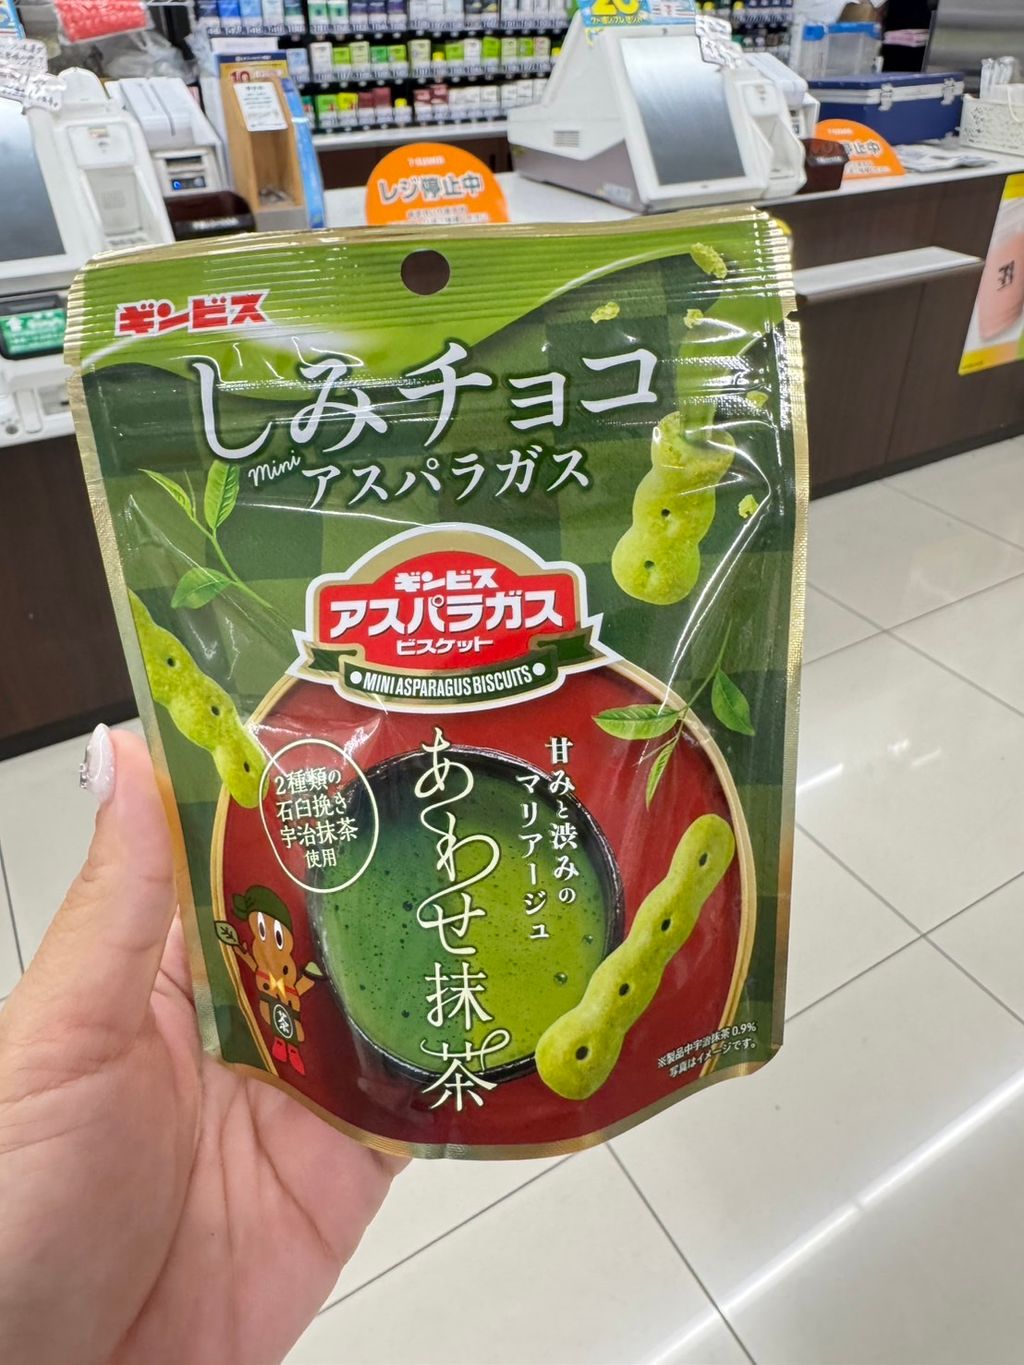 レジ停止中
停止中
ギンビス
しみチョコ
mini アスパラガス
ギンビス
アスパラガス
ビスケット
MINI ASPARAGUS BISCUITS
2種類の
石臼挽き
宇治抹茶
使用
甘みと渋みの
マリアージュ
あわせ抹茶
茶
※製品中宇治抹茶0.9%
写真はイメージです。